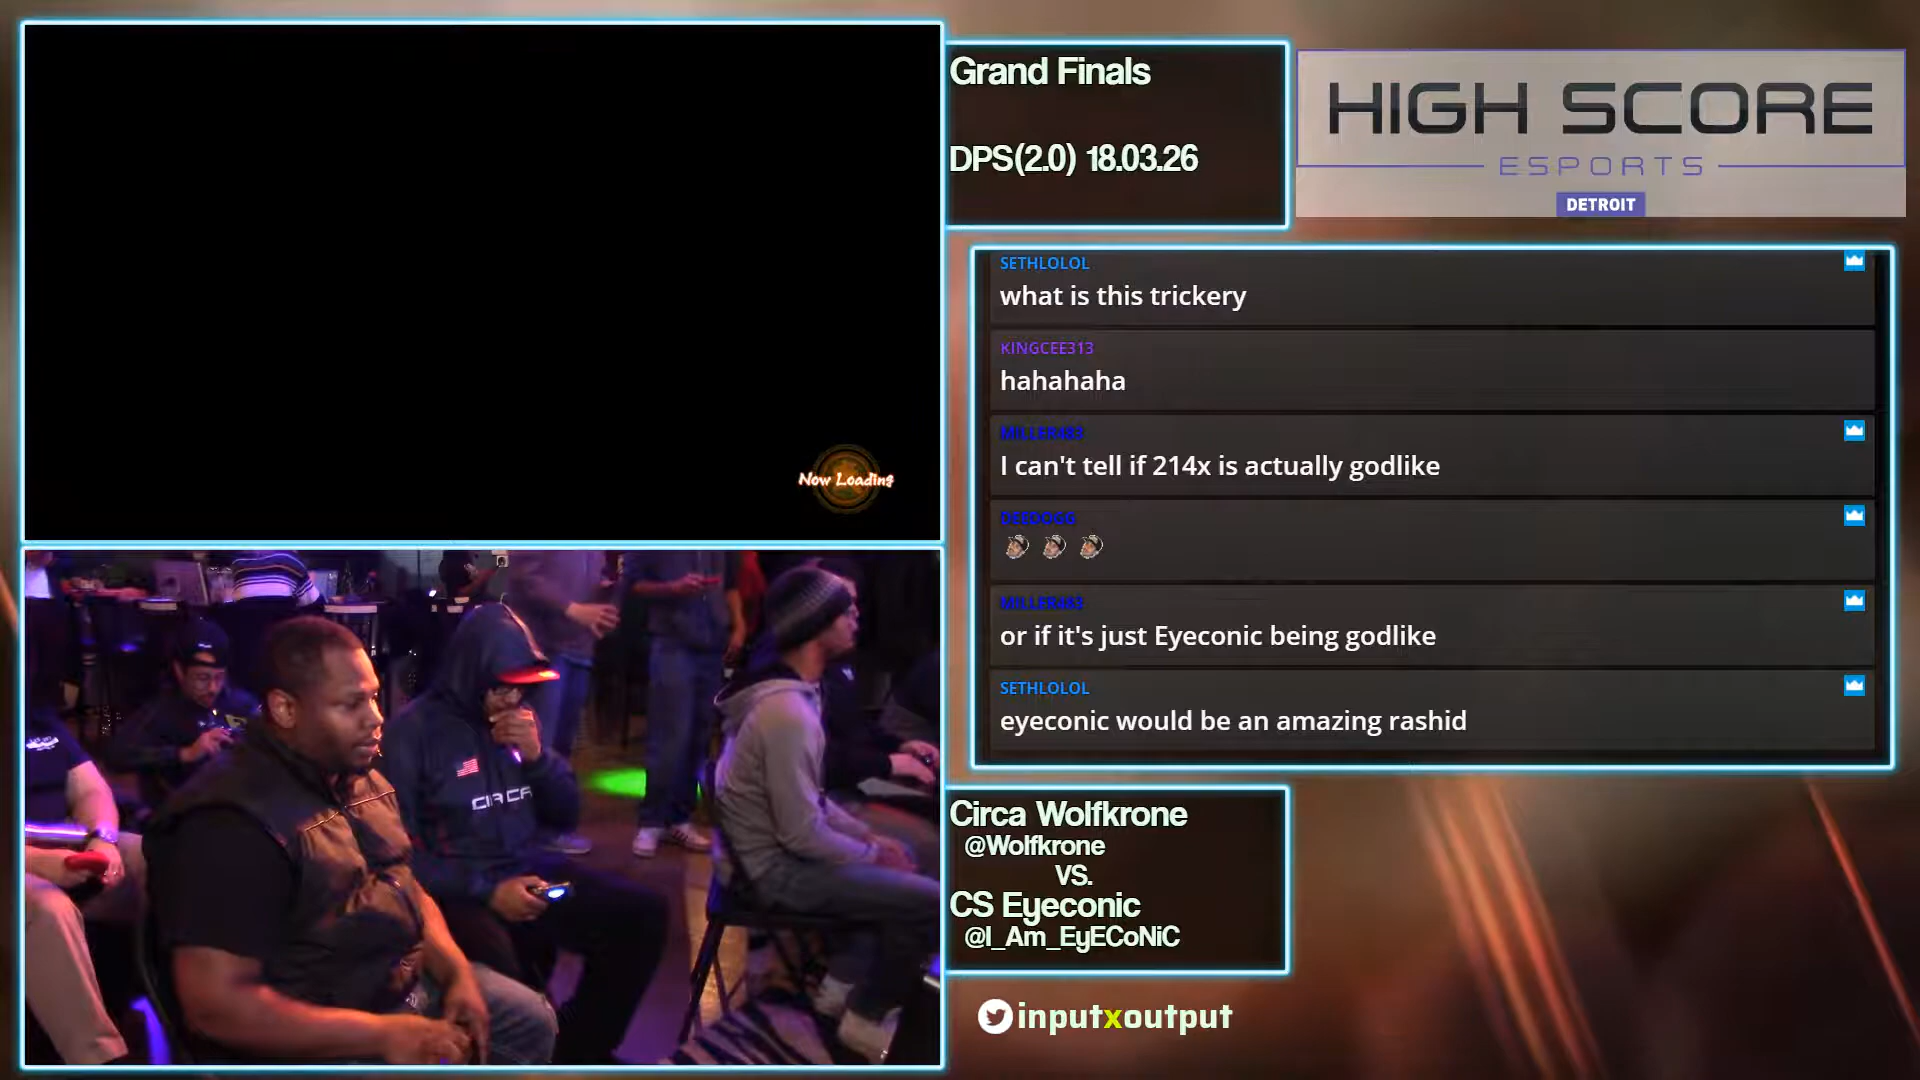 Grand Finals
DPS(2.0) 18.03.26
HIGH SCORE
ESPORTS
DETROIT
SETHLOLOL
what is this trickery
KINGCEE313
hahahaha
I can't tell if 214x is actually godlike
DEEDOGG
or if it's just Eyeconic being godlike
SETHLOLOL
eyeconic would be an amazing rashid
Now Loading
CIRCA
Circa Wolfkrone
@Wolfkrone
VS.
CS Eyeconic
@I_Am_EyECoNiC
inputxoutput